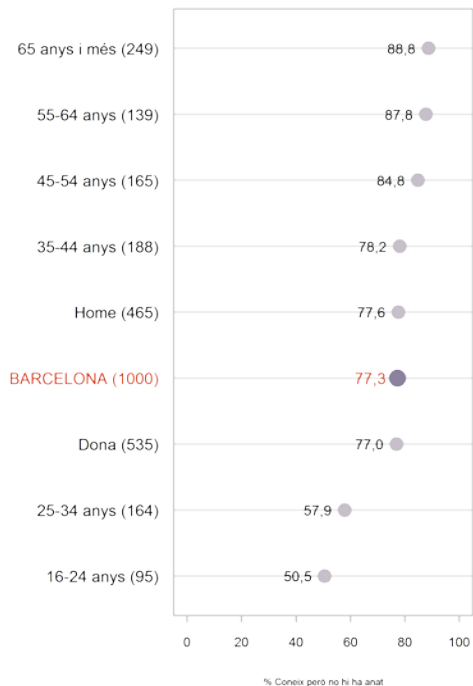 65 anys i més (249) 88,8
55-64 anys (139) 87,8
45-54 anys (165) 84,8
35-44 anys (188) 78,2
Home (465) 77,6
BARCELONA (1000) 77,3
Dona (535) 77,0
25-34 anys (164) 57,9
16-24 anys (95) 50,5
0 20 40 60 80 100
% Coneix però no hi ha anat